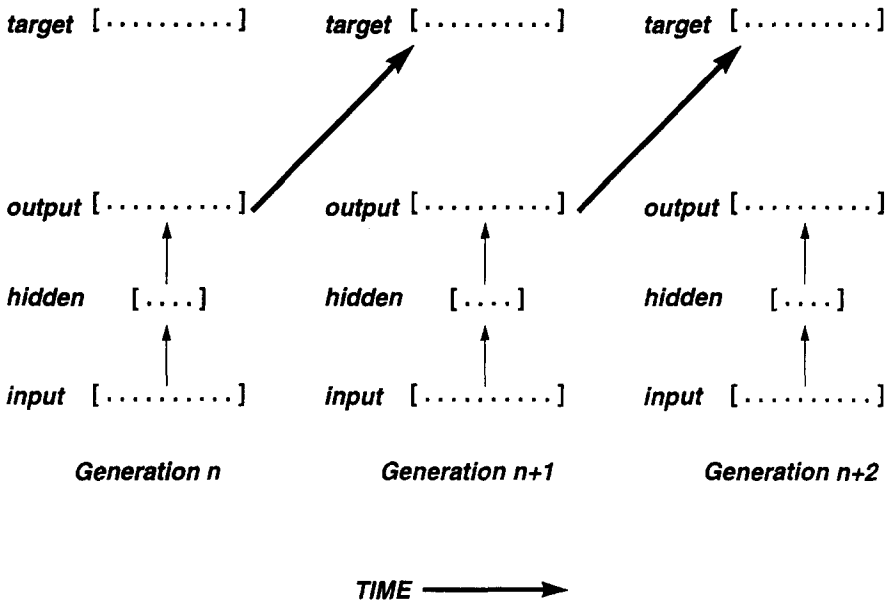 target [..........] target [..........] target [..........]
output [..........] output [..........] output [..........]
hidden [....] hidden [....] hidden [....]
input [..........] input [..........] input [..........]
Generation n Generation n+1 Generation n+2
TIME